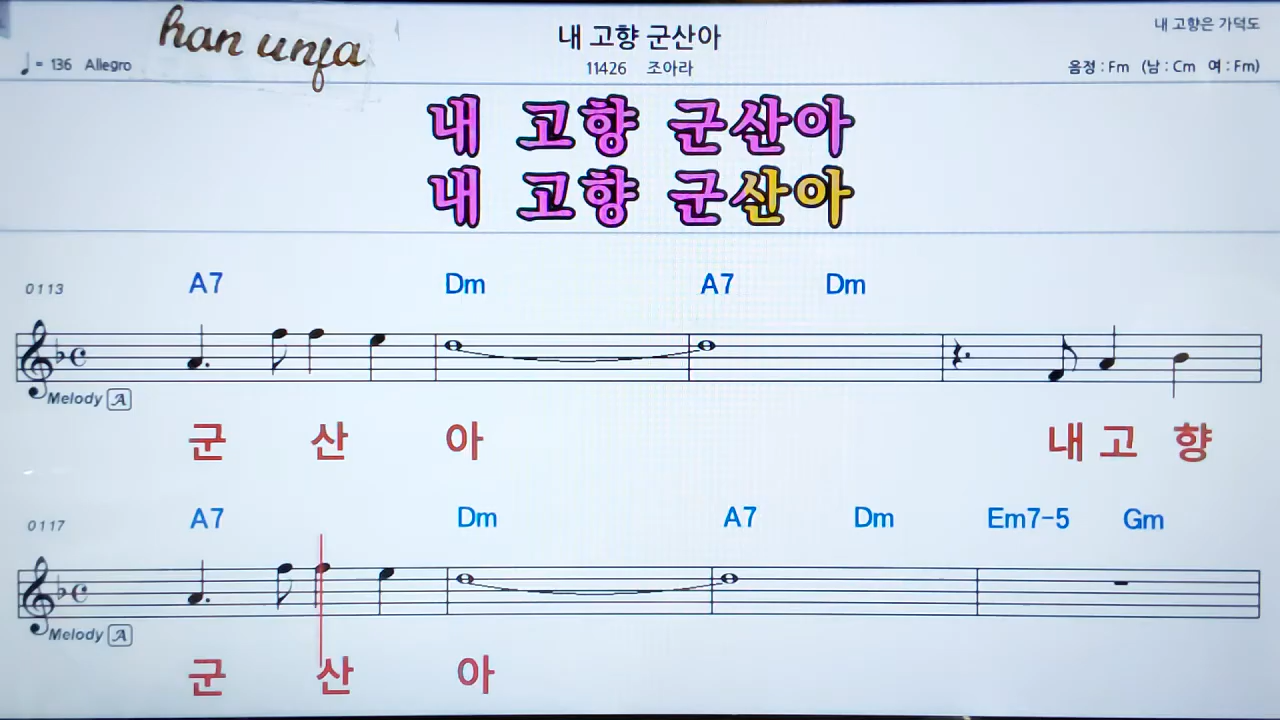 han unfa
내 고향 군산아
내 고향은 가덕도
♩= 136 Allegro
11426 조아라
음정 : Fm (남 : Cm 여 : Fm)
내 고향 군산아
내 고향 군산아
0113 A7 Dm A7 Dm
Melody A
군 산 아 내 고 향
0117 A7 Dm A7 Dm Em7-5 Gm
Melody A
군 산 아